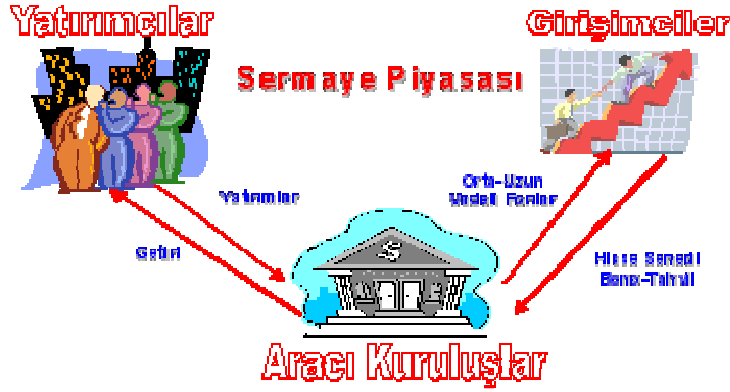 Yatırımcılar
Girişimciler
Sermaye Piyasası
Yatırımlar
Orta-Uzun
Vadeli Fonlar
Getiri
Hisse Senedi
Bono-Tahvil
$
Aracı Kuruluşlar